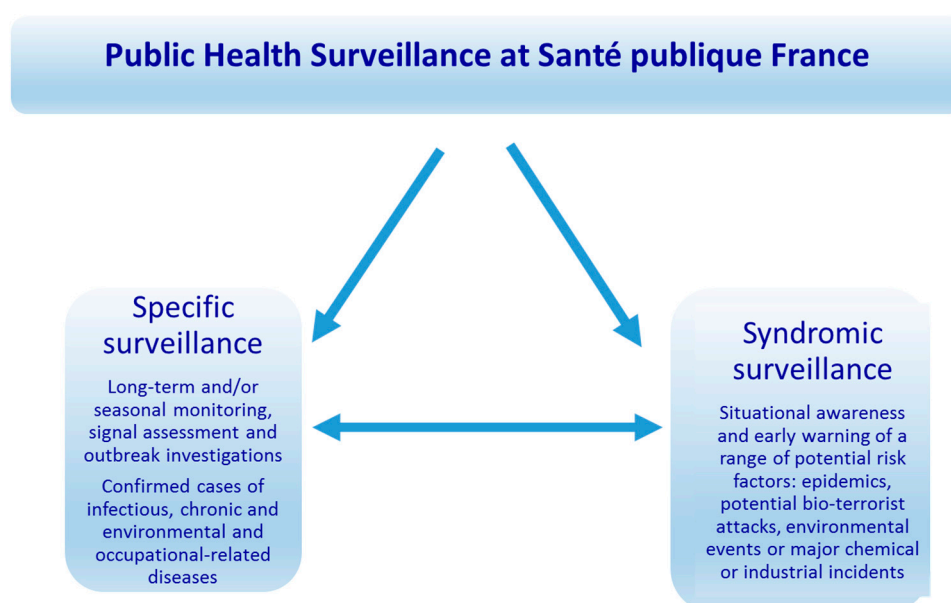 Public Health Surveillance at Santé publique France
Specific
surveillance
Long-term and/or
seasonal monitoring,
signal assessment and
outbreak investigations
Confirmed cases of
infectious, chronic and
environmental and
occupational-related
diseases
Syndromic
surveillance
Situational awareness
and early warning of a
range of potential risk
factors: epidemics,
potential bio-terrorist
attacks, environmental
events or major chemical
or industrial incidents